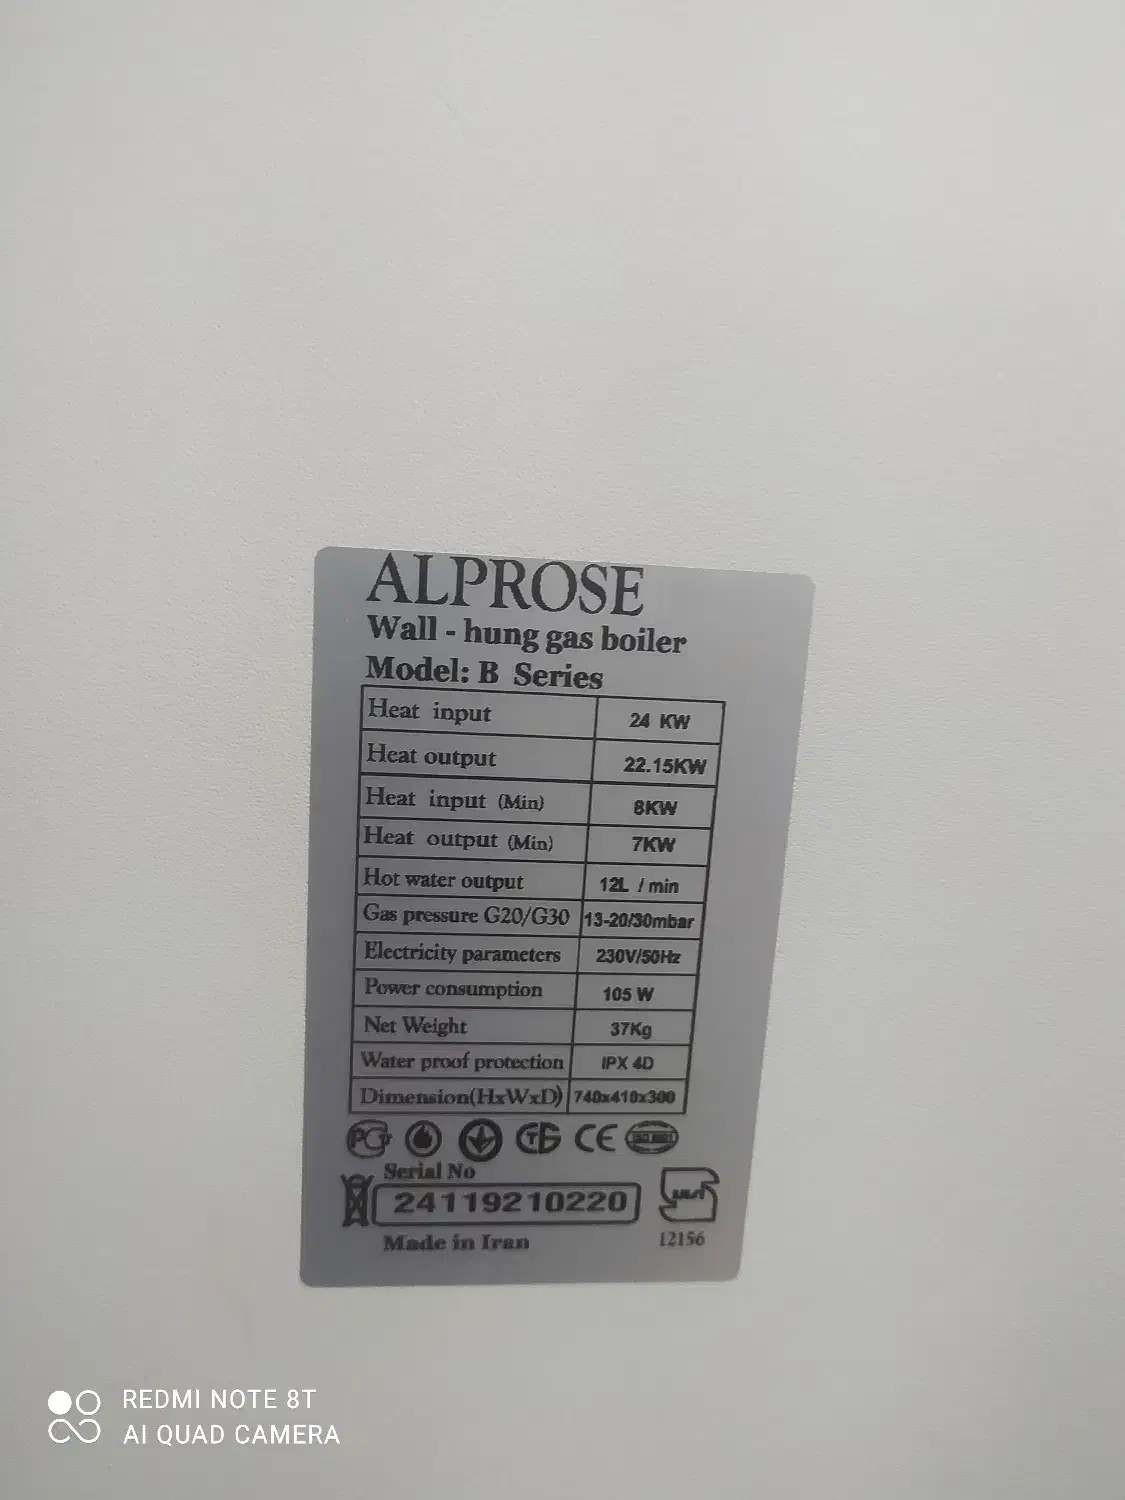 ALPROSE
Wall - hung gas boiler
Model: B Series
Heat input 24 KW
Heat output 22.15KW
Heat input (Min) 8KW
Heat output (Min) 7KW
Hot water output 12L / min
Gas pressure G20/G30 13-20/30mbar
Electricity parameters 230V/50Hz
Power consumption 105 W
Net Weight 37Kg
Water proof protection IPX 4D
Dimension(HxWxD) 740x410x300
CE
Serial No
24119210220
Made in Iran
12156
REDMI NOTE 8T
AI QUAD CAMERA